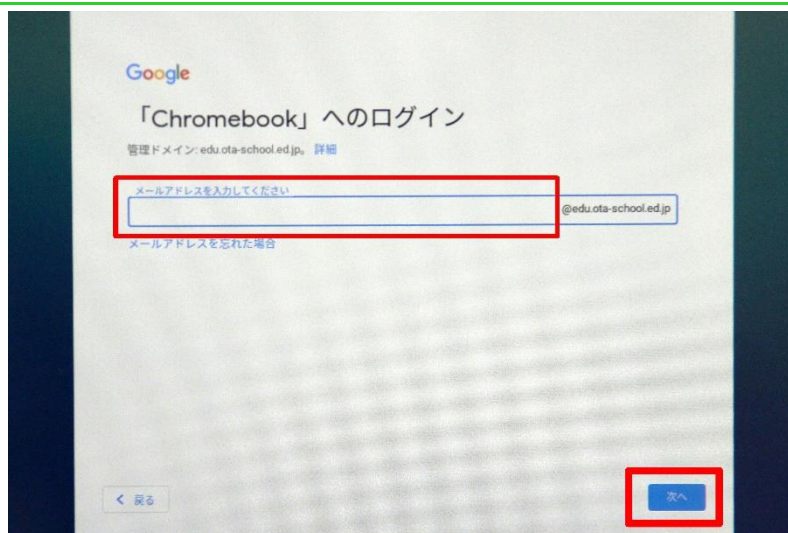 Google
「Chromebook」へのログイン
管理ドメイン: edu.ota-school.ed.jp。 詳細
メールアドレスを入力してください
@edu.ota-school.ed.jp
メールアドレスを忘れた場合
戻る
次へ